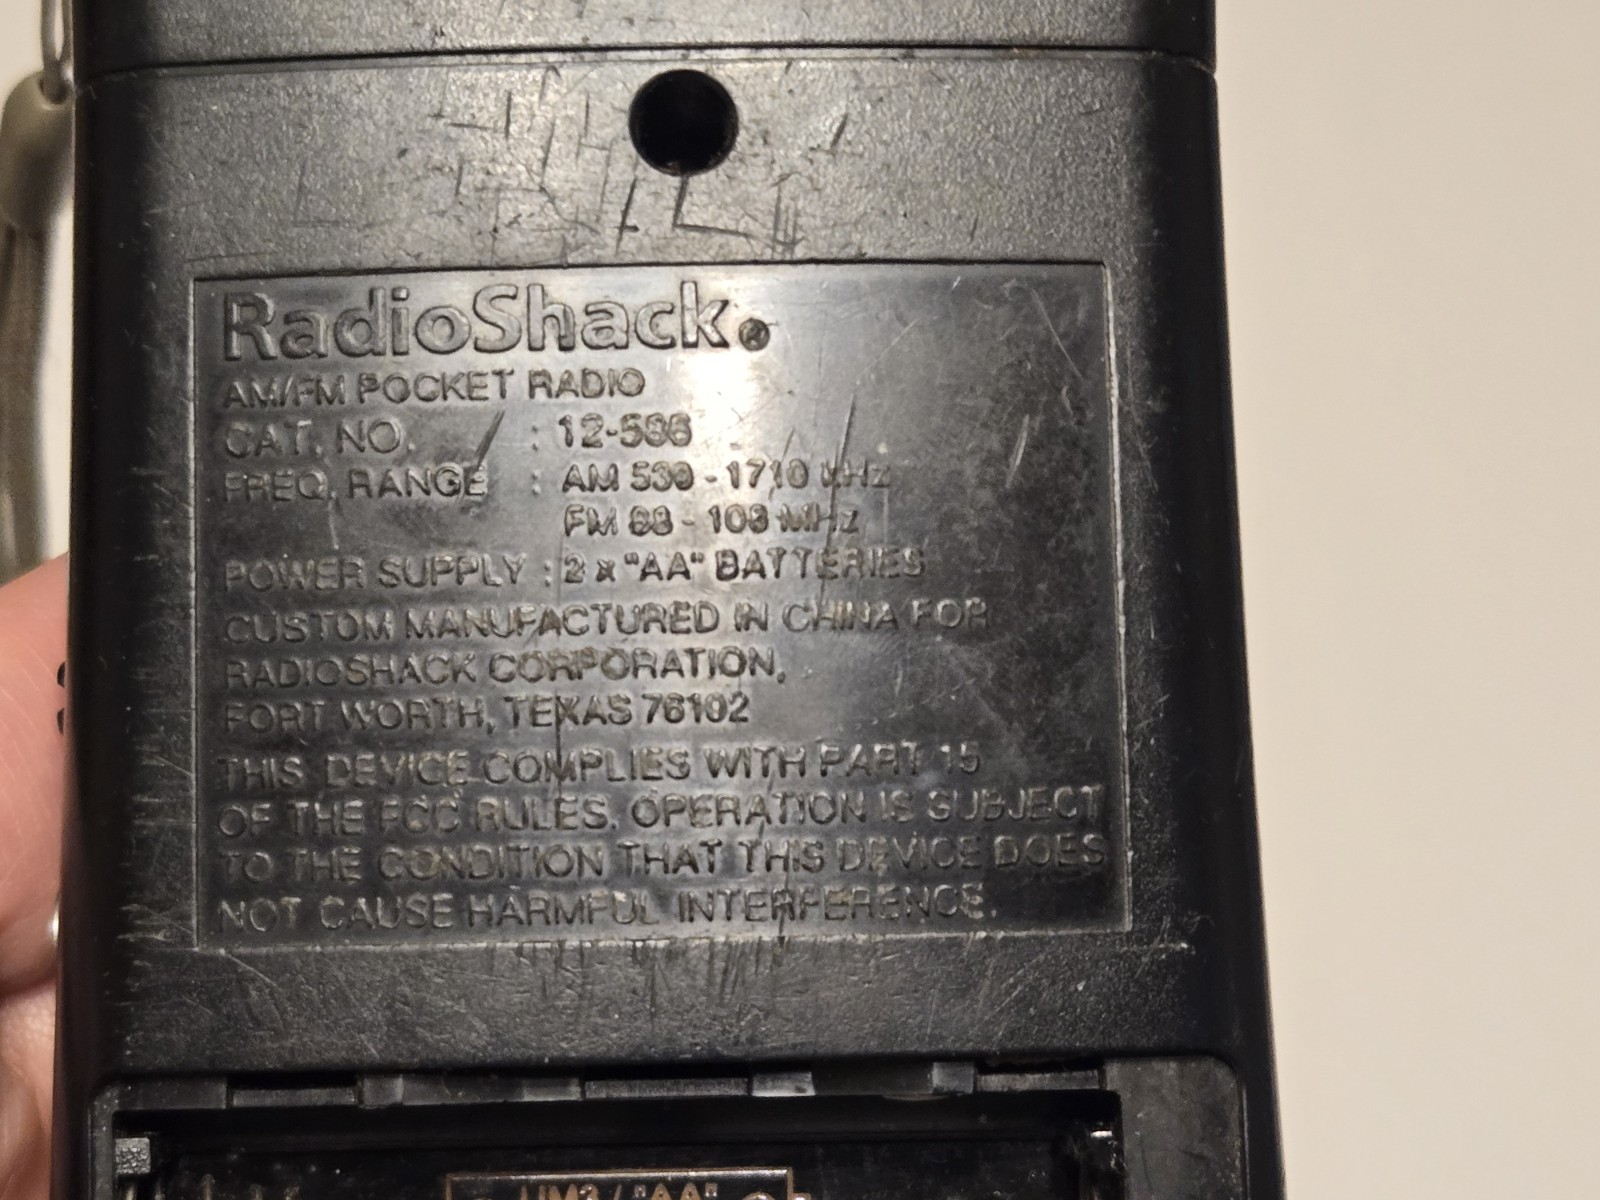 RadioShack®
AM/FM POCKET RADIO
CAT. NO. : 12-586
FREQ. RANGE : AM 530 - 1710 kHz
FM 88 - 108 MHz
POWER SUPPLY : 2 x "AA" BATTERIES
CUSTOM MANUFACTURED IN CHINA FOR
RADIOSHACK CORPORATION,
FORT WORTH, TEXAS 76102
THIS DEVICE COMPLIES WITH PART 15
OF THE FCC RULES. OPERATION IS SUBJECT
TO THE CONDITION THAT THIS DEVICE DOES
NOT CAUSE HARMFUL INTERFERENCE.
UM3/"AA"